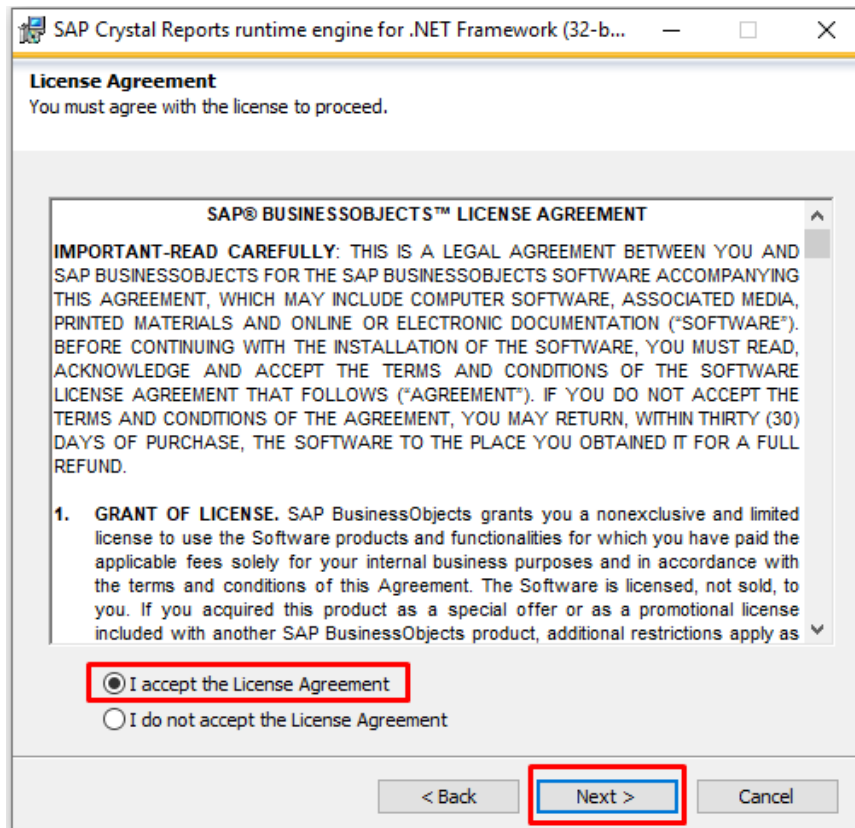 SAP Crystal Reports runtime engine for .NET Framework (32-b...
License Agreement
You must agree with the license to proceed.
SAP® BUSINESSOBJECTS™ LICENSE AGREEMENT
IMPORTANT-READ CAREFULLY: THIS IS A LEGAL AGREEMENT BETWEEN YOU AND
SAP BUSINESSOBJECTS FOR THE SAP BUSINESSOBJECTS SOFTWARE ACCOMPANYING
THIS AGREEMENT, WHICH MAY INCLUDE COMPUTER SOFTWARE, ASSOCIATED MEDIA,
PRINTED MATERIALS AND ONLINE OR ELECTRONIC DOCUMENTATION (“SOFTWARE”).
BEFORE CONTINUING WITH THE INSTALLATION OF THE SOFTWARE, YOU MUST READ,
ACKNOWLEDGE AND ACCEPT THE TERMS AND CONDITIONS OF THE SOFTWARE
LICENSE AGREEMENT THAT FOLLOWS (“AGREEMENT”). IF YOU DO NOT ACCEPT THE
TERMS AND CONDITIONS OF THE AGREEMENT, YOU MAY RETURN, WITHIN THIRTY (30)
DAYS OF PURCHASE, THE SOFTWARE TO THE PLACE YOU OBTAINED IT FOR A FULL
REFUND.
1. GRANT OF LICENSE. SAP BusinessObjects grants you a nonexclusive and limited
license to use the Software products and functionalities for which you have paid the
applicable fees solely for your internal business purposes and in accordance with
the terms and conditions of this Agreement. The Software is licensed, not sold, to
you. If you acquired this product as a special offer or as a promotional license
included with another SAP BusinessObjects product, additional restrictions apply as
I accept the License Agreement
I do not accept the License Agreement
< Back Next > Cancel